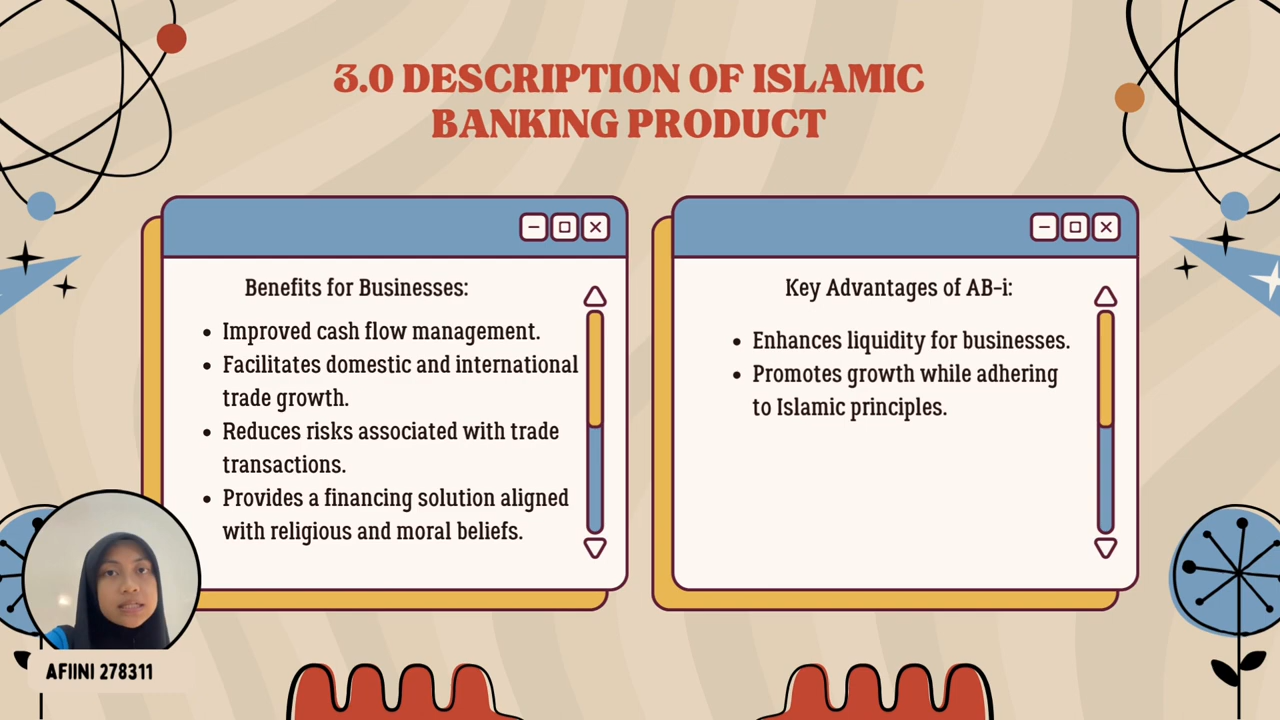 3.0 DESCRIPTION OF ISLAMIC
BANKING PRODUCT
Benefits for Businesses:
• Improved cash flow management.
• Facilitates domestic and international
trade growth.
• Reduces risks associated with trade
transactions.
• Provides a financing solution aligned
with religious and moral beliefs.
Key Advantages of AB-i:
• Enhances liquidity for businesses.
• Promotes growth while adhering
to Islamic principles.
AFIINI 278311